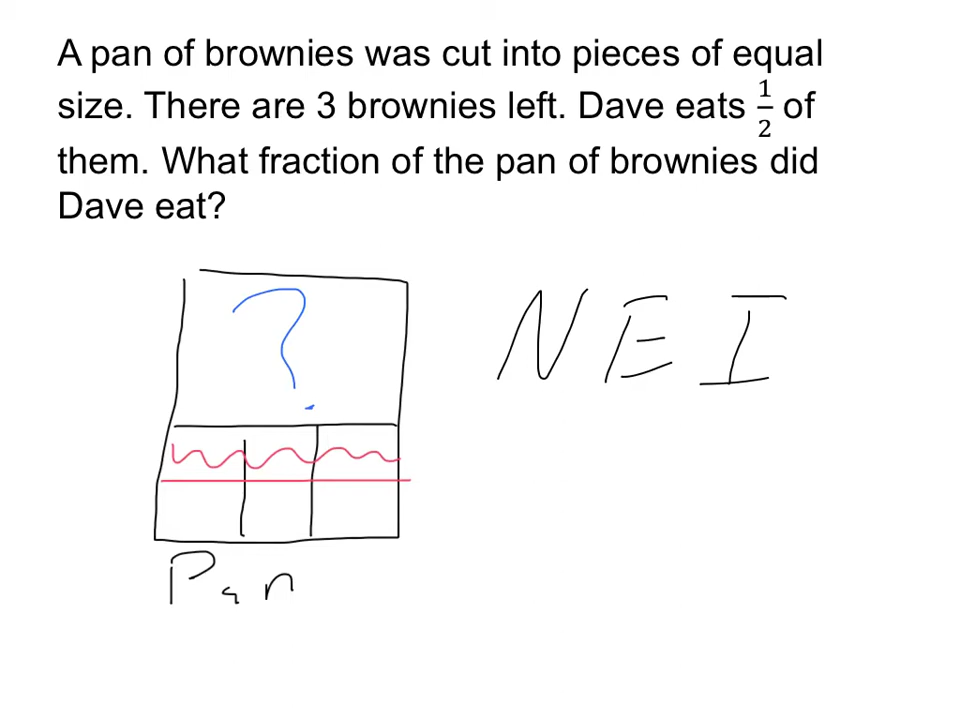 A pan of brownies was cut into pieces of equal
size. There are 3 brownies left. Dave eats 1/2 of
them. What fraction of the pan of brownies did
Dave eat?
? NEI
Pan